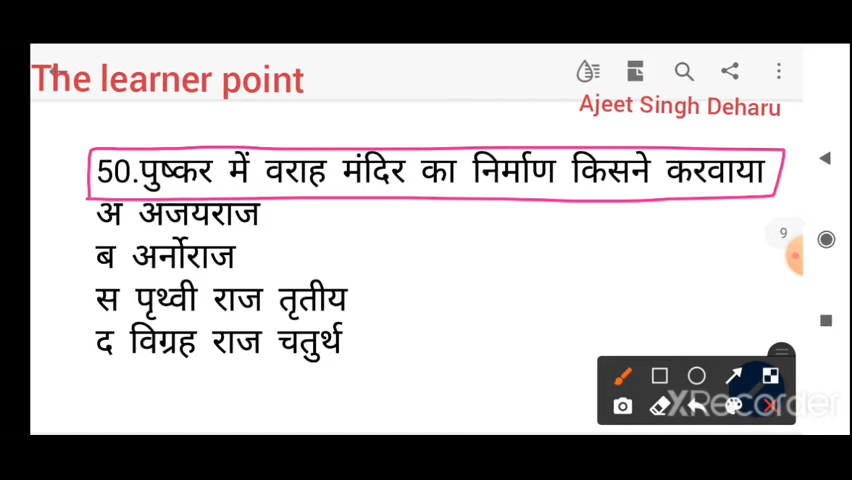 The learner point
Ajeet Singh Deharu
50.पुष्कर में वराह मंदिर का निर्माण किसने करवाया
अ अजयराज
ब अर्नोराज
स पृथ्वी राज तृतीय
द विग्रह राज चतुर्थ
9
XRecorder